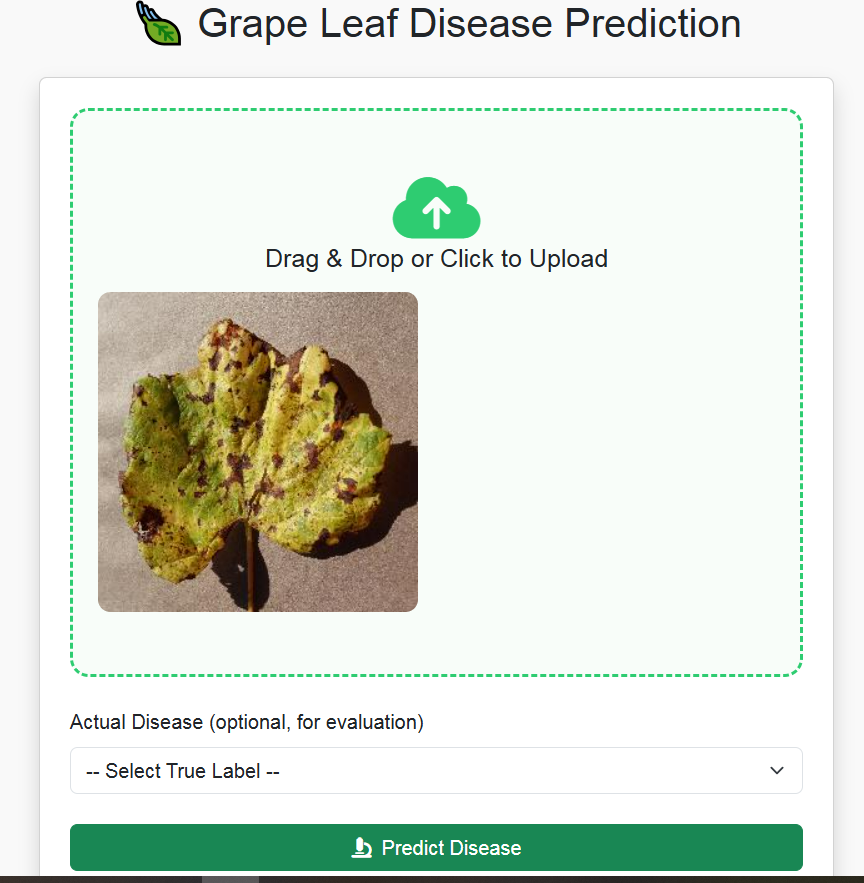 Grape Leaf Disease Prediction
Drag & Drop or Click to Upload
Actual Disease (optional, for evaluation)
-- Select True Label --
Predict Disease